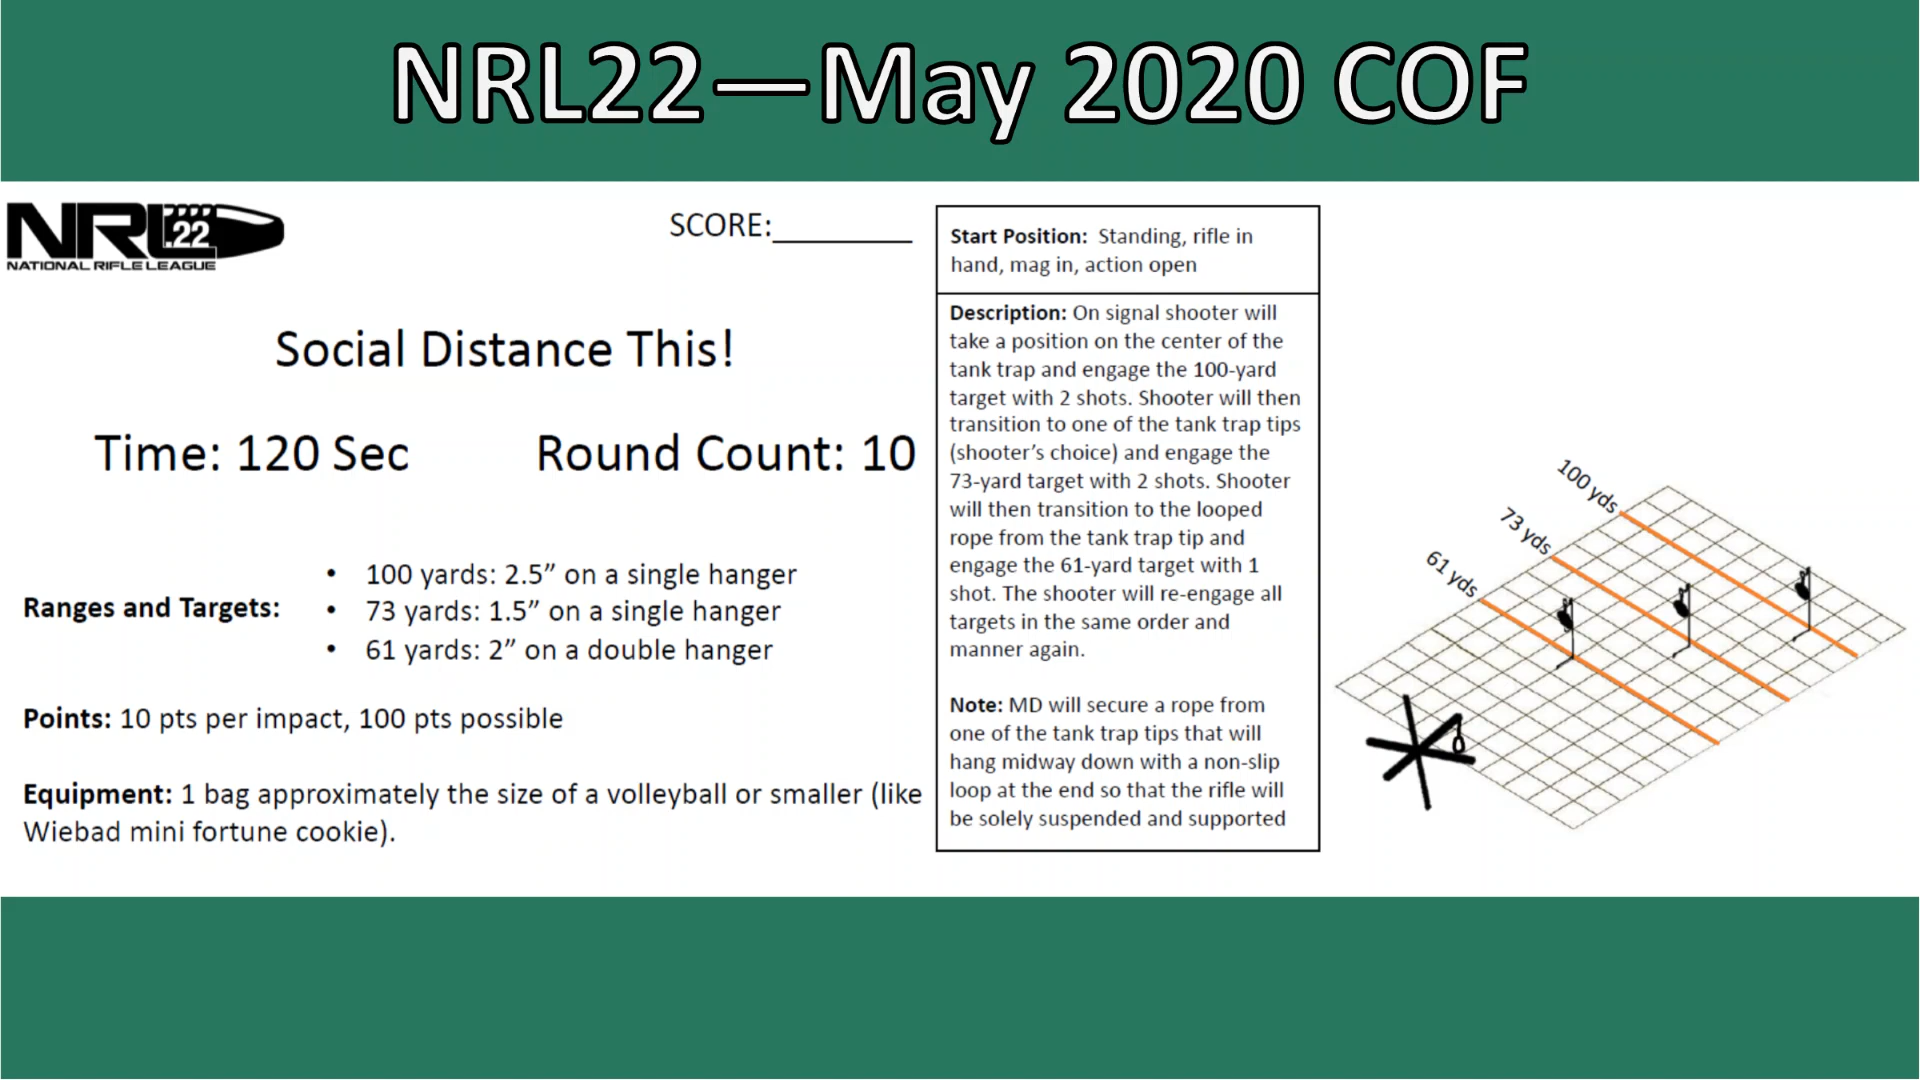 NRL22—May 2020 COF
NRL22
NATIONAL RIFLE LEAGUE
SCORE:_________
Social Distance This!
Time: 120 Sec
Round Count: 10
Ranges and Targets:
• 100 yards: 2.5” on a single hanger
• 73 yards: 1.5” on a single hanger
• 61 yards: 2” on a double hanger
Points: 10 pts per impact, 100 pts possible
Equipment: 1 bag approximately the size of a volleyball or smaller (like
Wiebad mini fortune cookie).
Start Position: Standing, rifle in
hand, mag in, action open
Description: On signal shooter will
take a position on the center of the
tank trap and engage the 100-yard
target with 2 shots. Shooter will then
transition to one of the tank trap tips
(shooter’s choice) and engage the
73-yard target with 2 shots. Shooter
will then transition to the looped
rope from the tank trap tip and
engage the 61-yard target with 1
shot. The shooter will re-engage all
targets in the same order and
manner again.
Note: MD will secure a rope from
one of the tank trap tips that will
hang midway down with a non-slip
loop at the end so that the rifle will
be solely suspended and supported
100 yds
73 yds
61 yds